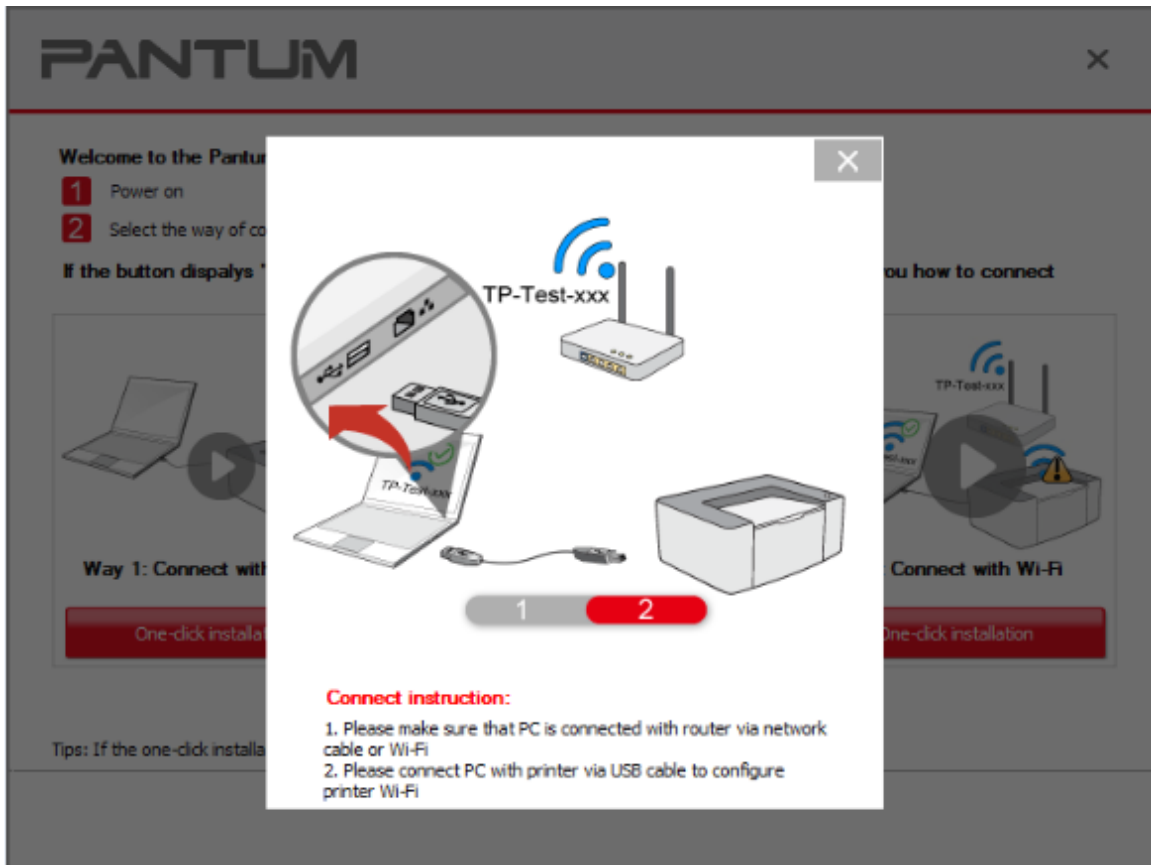 PANTUM
Welcome to the Pantum
1 Power on
2 Select the way of co
If the button dispalys
ou how to connect
TP-Test-xxx
TP-Test-xxx
TP-Test-xxx
Way 1: Connect with
Connect with Wi-Fi
1 2
One-click installat
One-click installation
Connect instruction:
1. Please make sure that PC is connected with router via network
cable or Wi-Fi
2. Please connect PC with printer via USB cable to configure
printer Wi-Fi
Tips: If the one-click installa